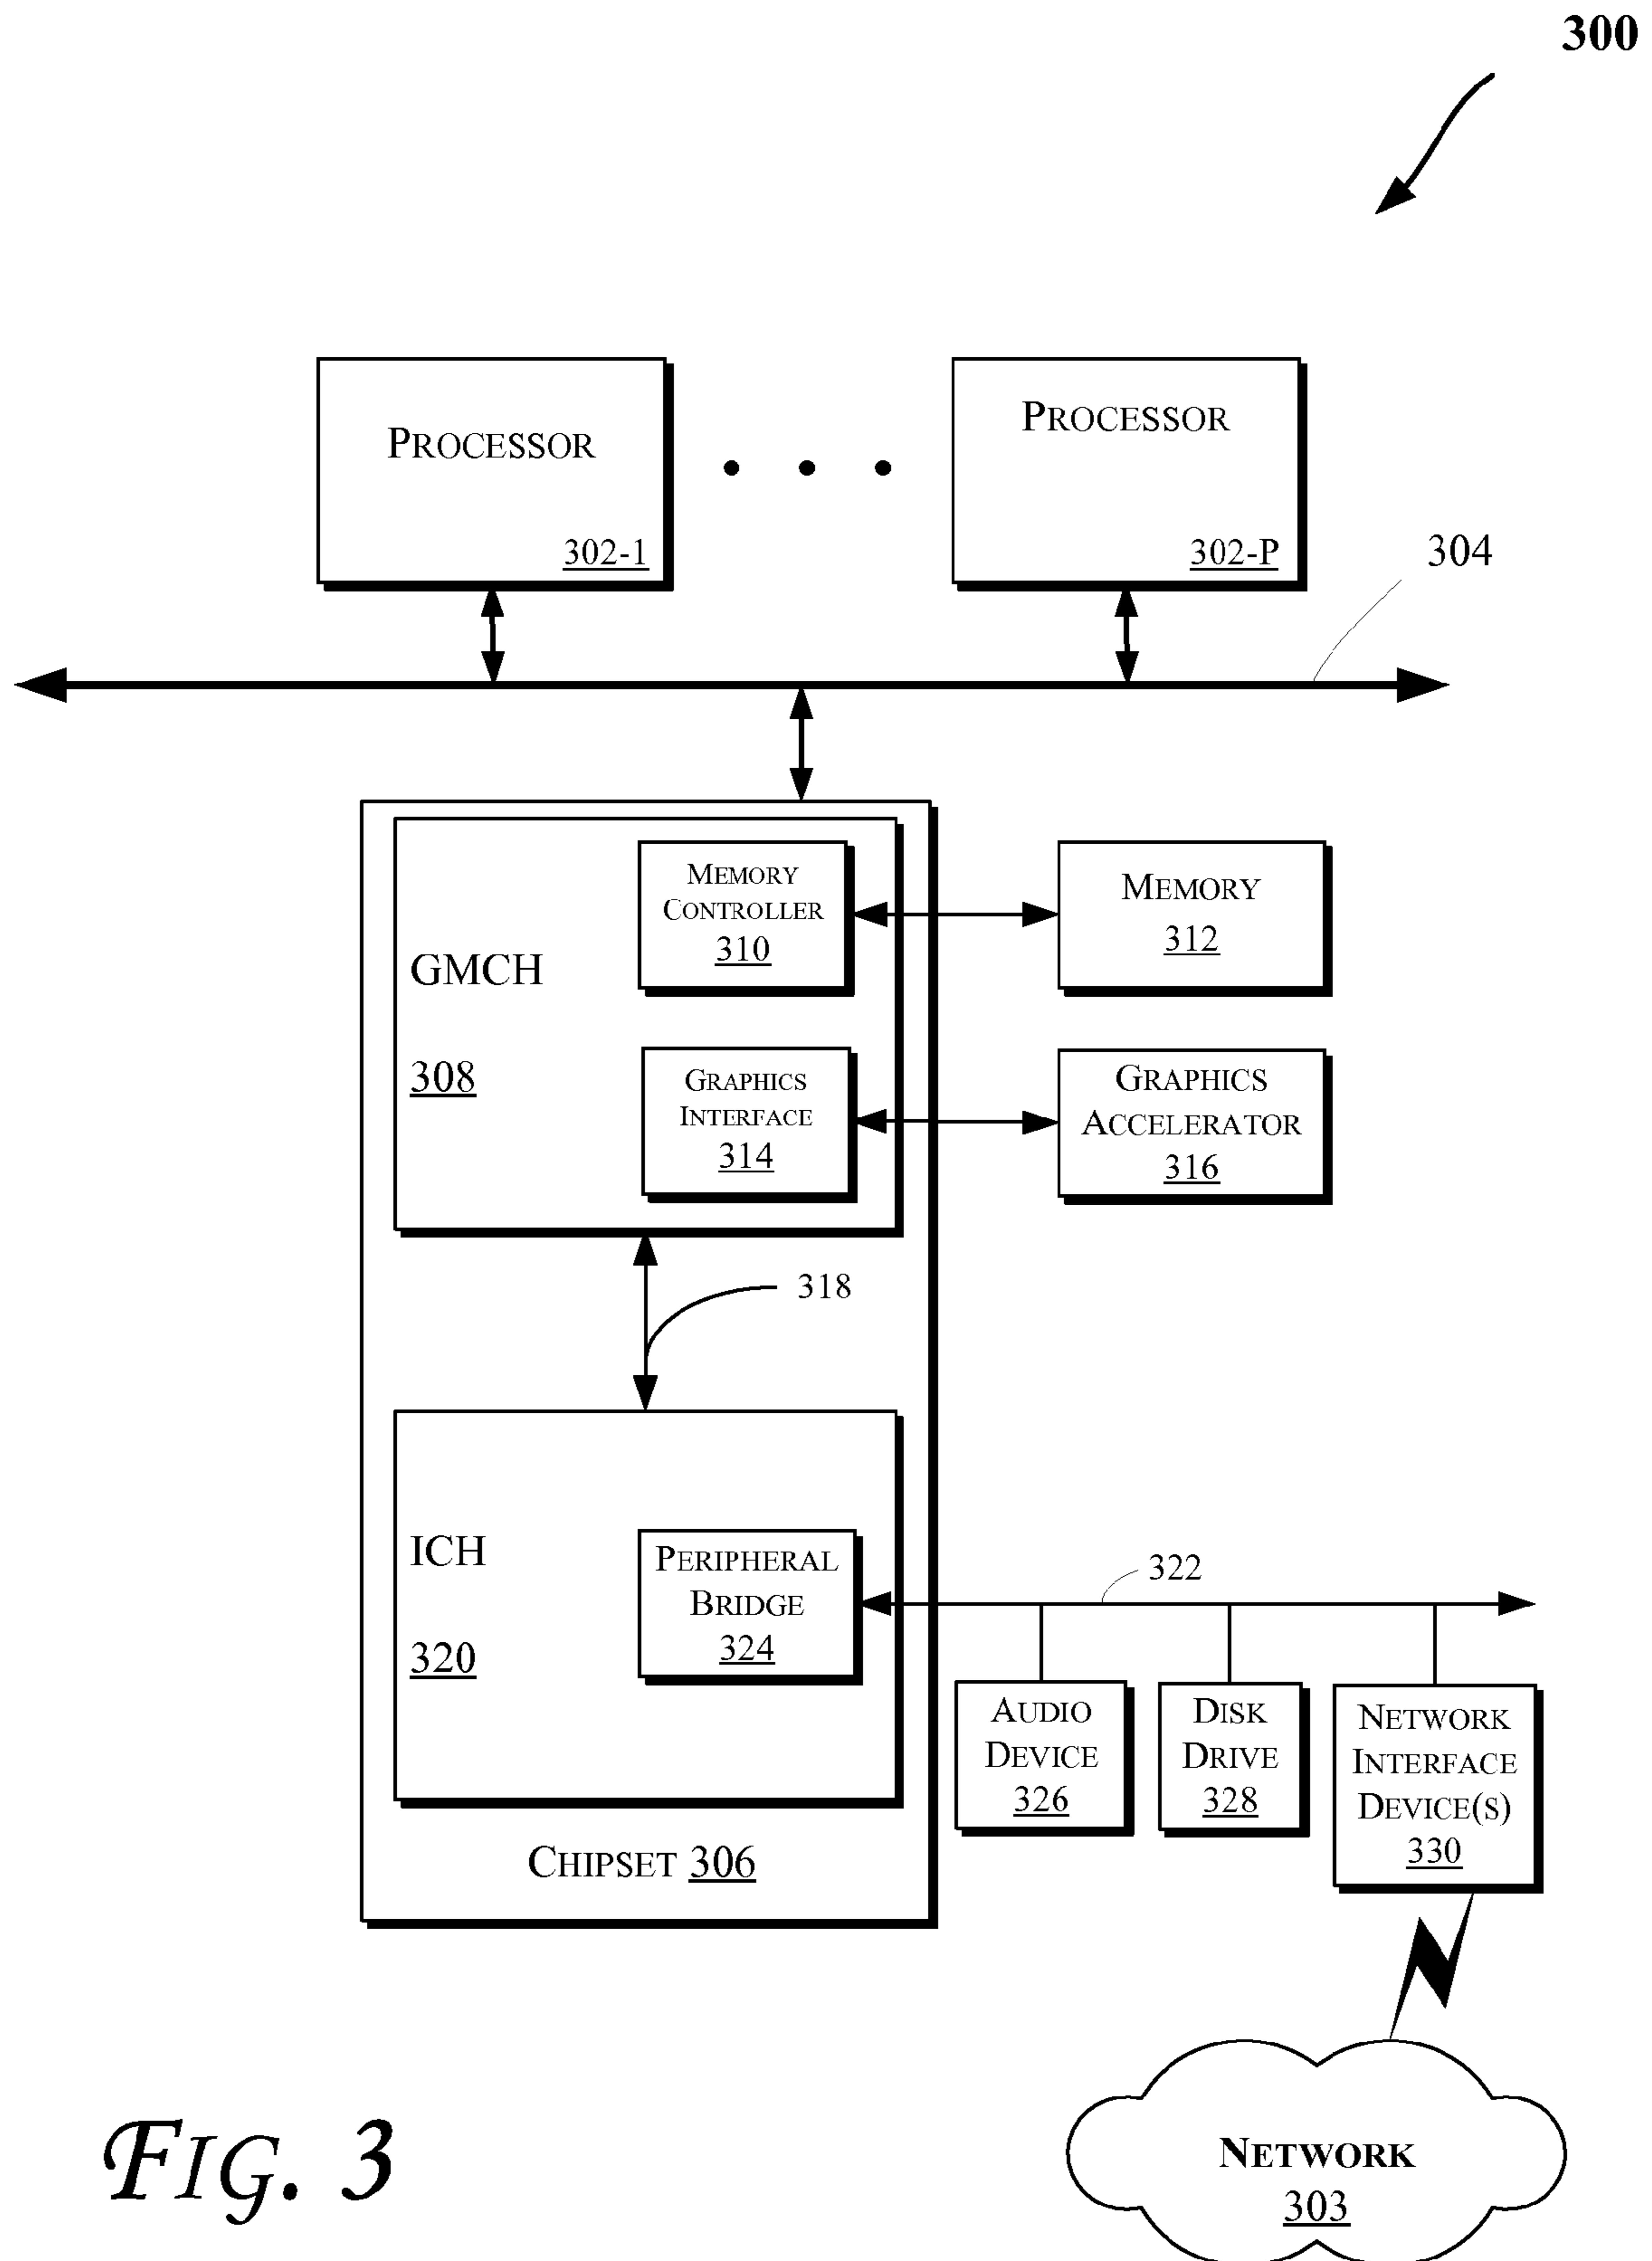 300
PROCESSOR
302-1
PROCESSOR
302-P
304
MEMORY
CONTROLLER
310
MEMORY
312
GMCH
308
GRAPHICS
INTERFACE
314
GRAPHICS
ACCELERATOR
316
318
ICH
320
PERIPHERAL
BRIDGE
324
322
AUDIO
DEVICE
326
DISK
DRIVE
328
NETWORK
INTERFACE
DEVICE(S)
330
CHIPSET 306
NETWORK
303
FIG. 3